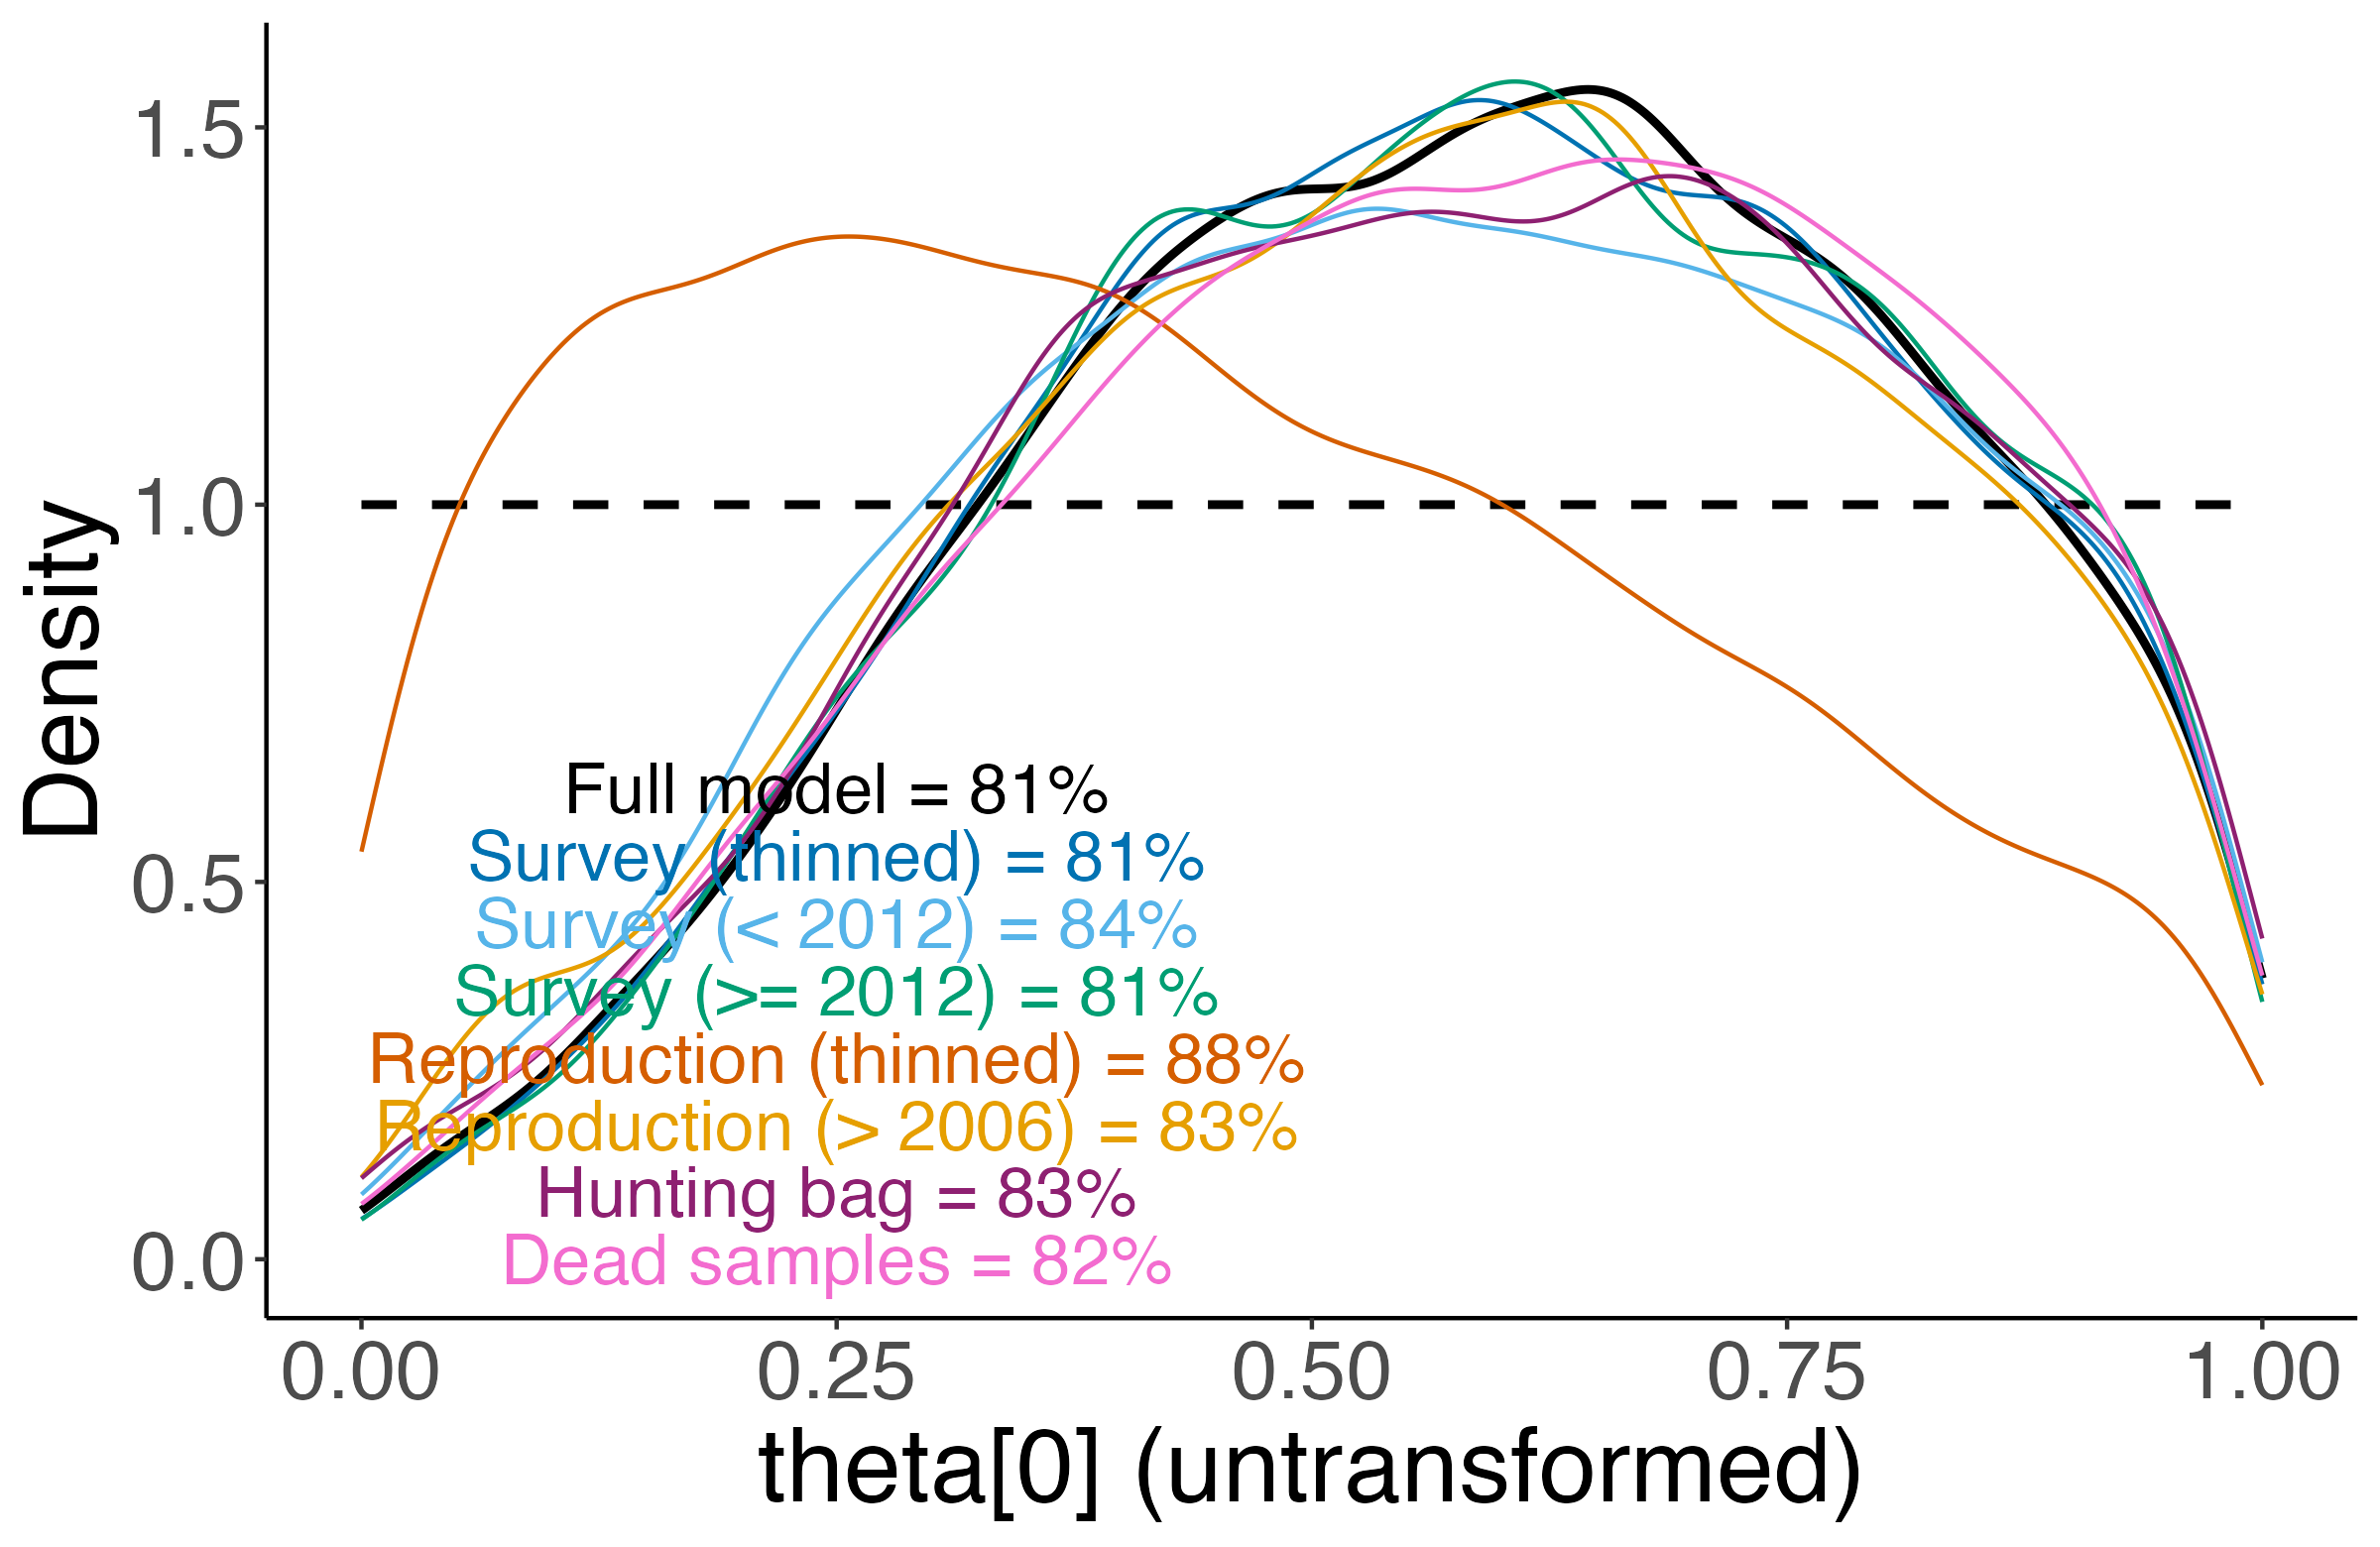 Density
1.5
1.0
0.5
0.0
Full model = 81%
Survey (thinned) = 81%
Survey (< 2012) = 84%
Survey (>= 2012) = 81%
Reproduction (thinned) = 88%
Reproduction (> 2006) = 83%
Hunting bag = 83%
Dead samples = 82%
0.00 0.25 0.50 0.75 1.00
theta[0] (untransformed)